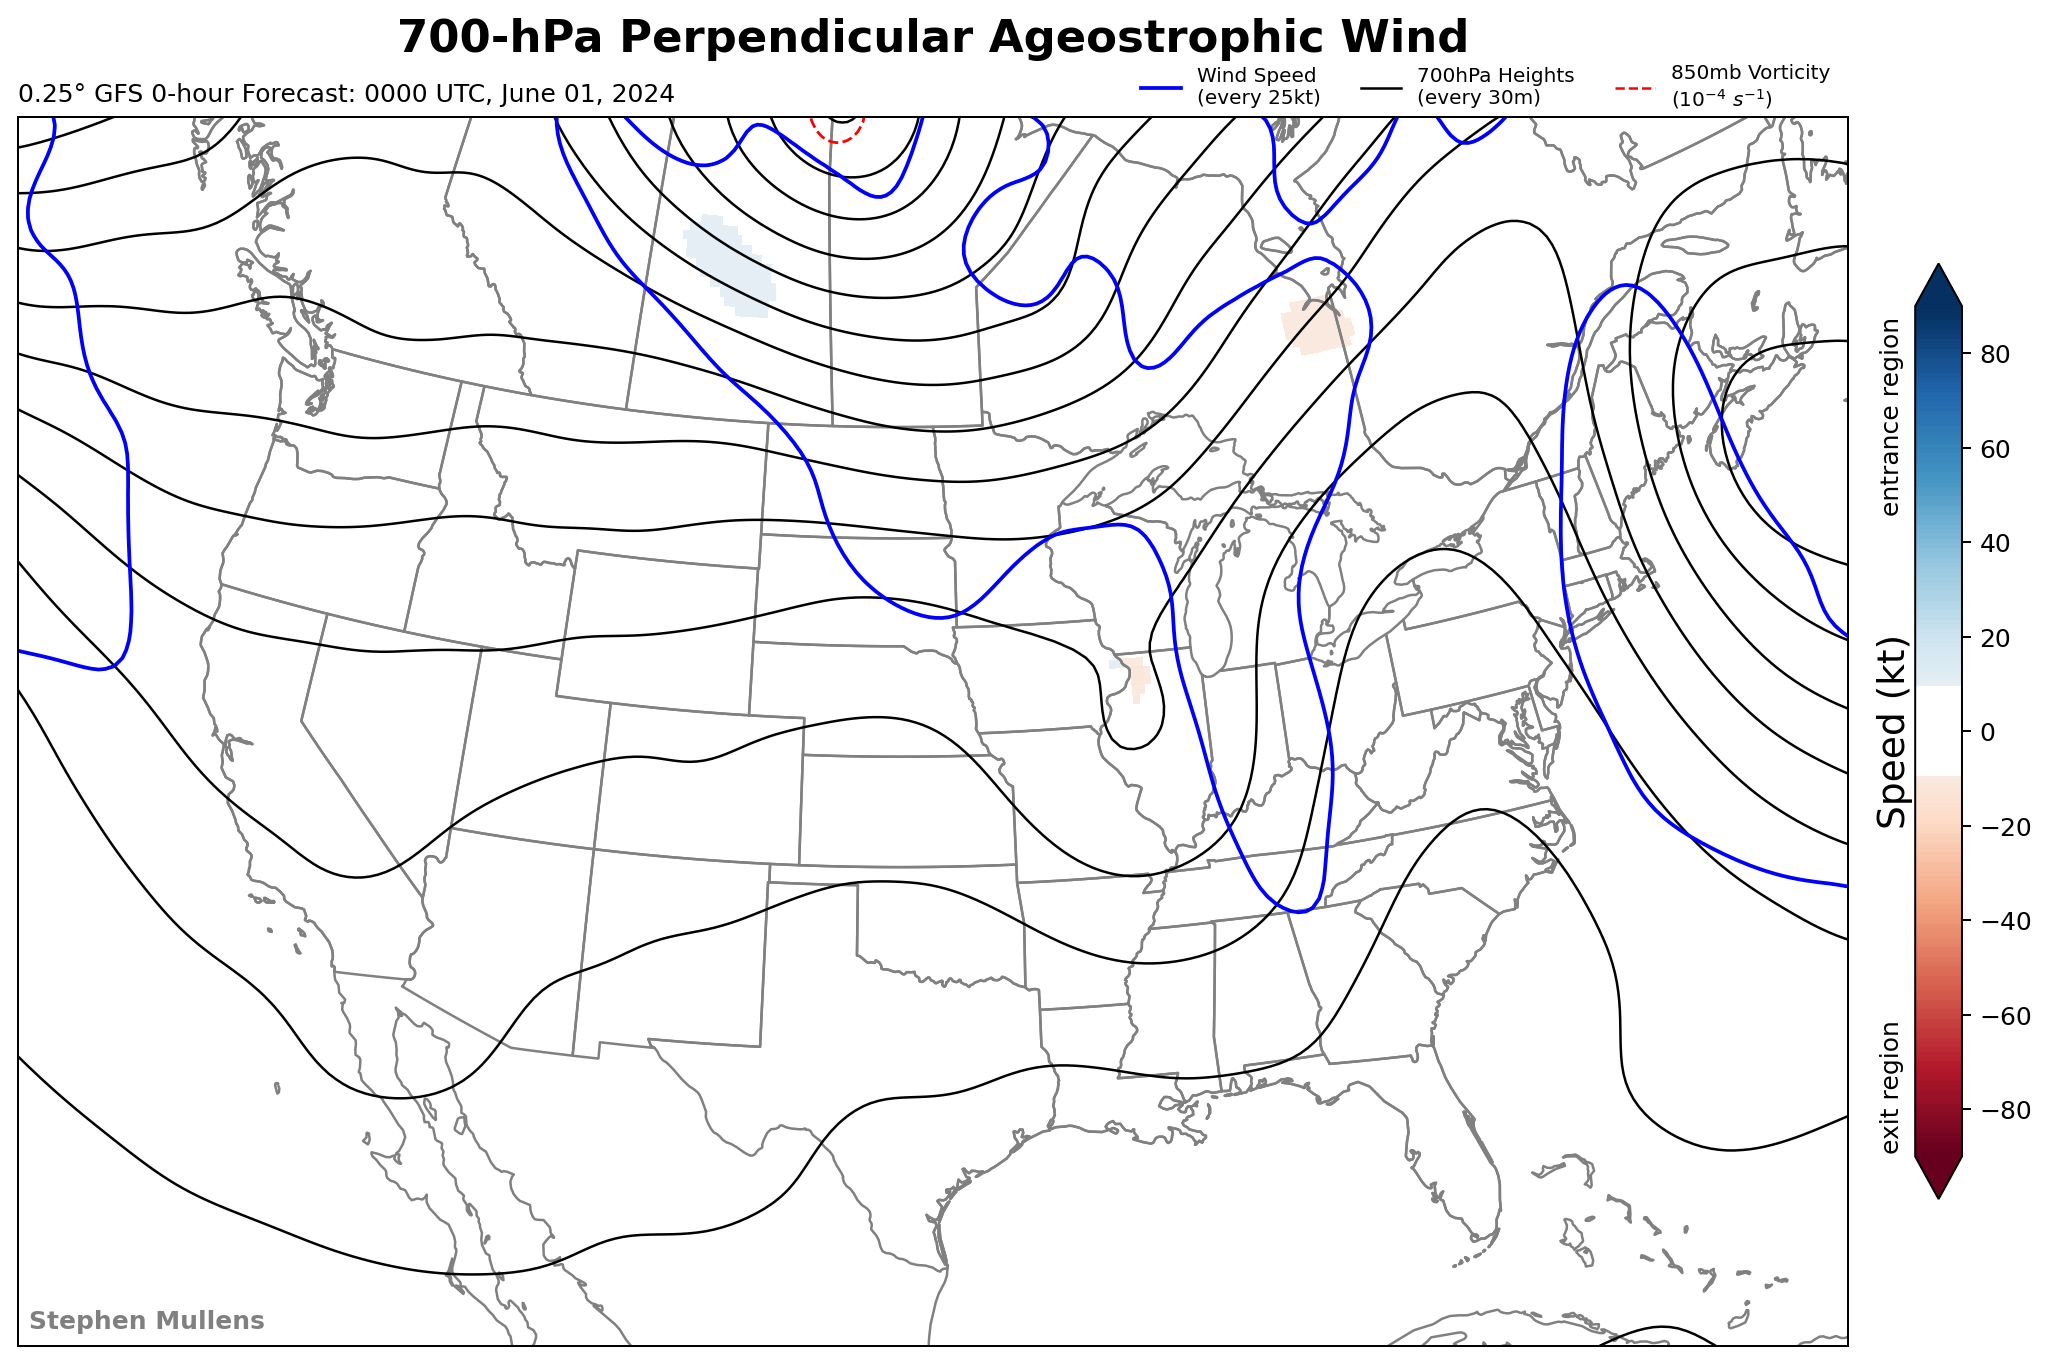 700-hPa Perpendicular Ageostrophic Wind
0.25° GFS 0-hour Forecast: 0000 UTC, June 01, 2024
Wind Speed
(every 25kt)
700hPa Heights
(every 30m)
850mb Vorticity
(10⁻⁴ s⁻¹)
entrance region
Speed (kt)
exit region
80
60
40
20
0
−20
−40
−60
−80
Stephen Mullens